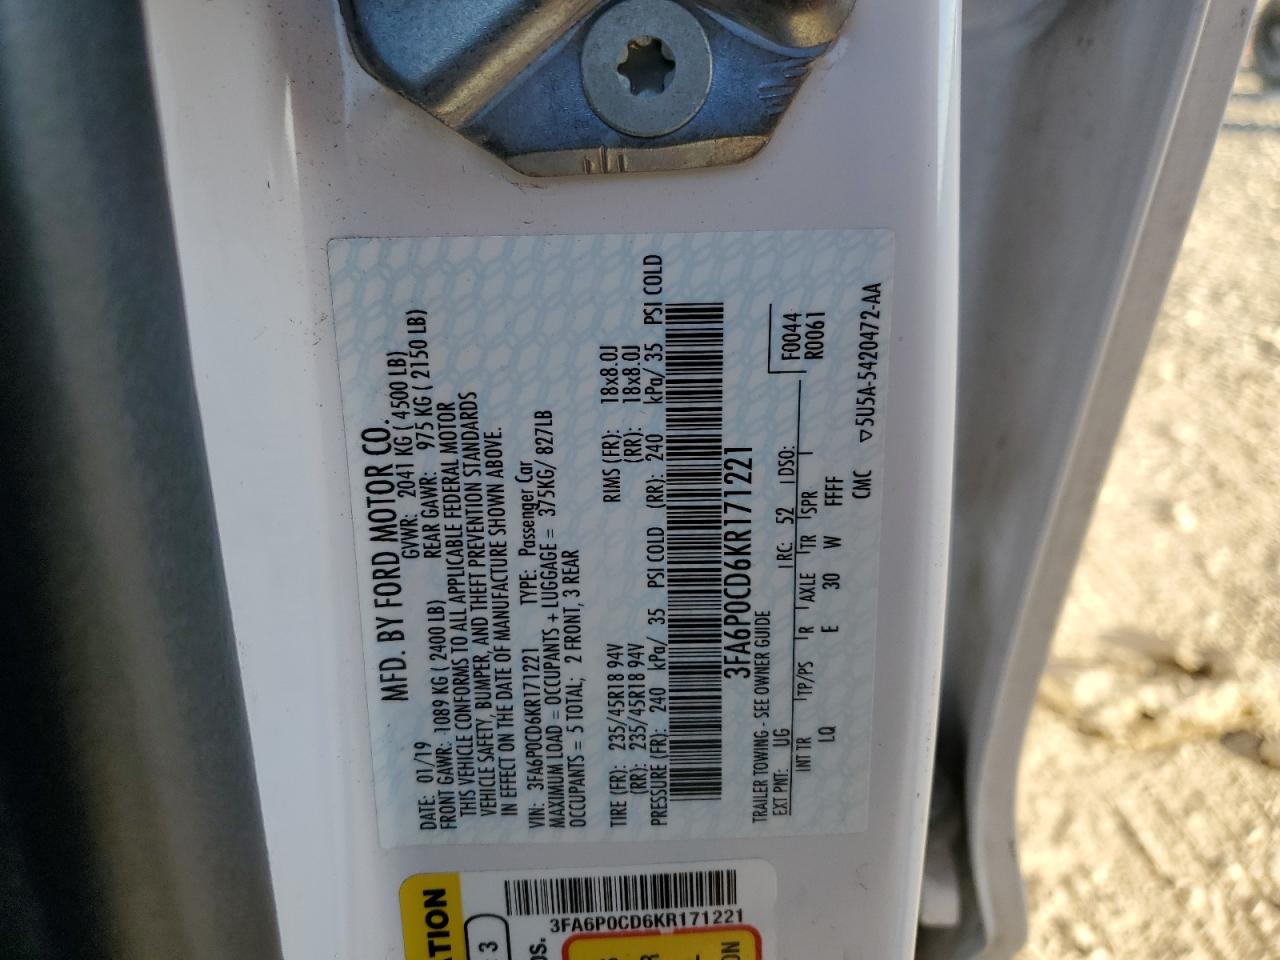 MFD. BY FORD MOTOR CO.
DATE: 01/19 GVWR: 2041 KG ( 4500 LB)
FRONT GAWR: 1089 KG ( 2400 LB) REAR GAWR: 975 KG ( 2150 LB)
THIS VEHICLE CONFORMS TO ALL APPLICABLE FEDERAL MOTOR
VEHICLE SAFETY, BUMPER, AND THEFT PREVENTION STANDARDS
IN EFFECT ON THE DATE OF MANUFACTURE SHOWN ABOVE.
VIN: 3FA6P0CD6KR171221 TYPE: Passenger Car
MAXIMUM LOAD = OCCUPANTS + LUGGAGE = 375KG/ 827LB
OCCUPANTS = 5 TOTAL; 2 FRONT, 3 REAR
TIRE (FR): 235/45R18 94V RIMS (FR): 18x8.0J
(RR): 235/45R18 94V (RR): 18x8.0J
PRESSURE (FR): 240 kPa/ 35 PSI COLD (RR): 240 kPa/ 35 PSI COLD
3FA6P0CD6KR171221
TRAILER TOWING - SEE OWNER GUIDE F0044
EXT PNT: UG RC: 52 DSO: R0061
INT TR TP/PS R AXLE TR SPR
LQ E 30 W FFFF
CMC ▽5U5A-5420472-AA
3FA6P0CD6KR171221